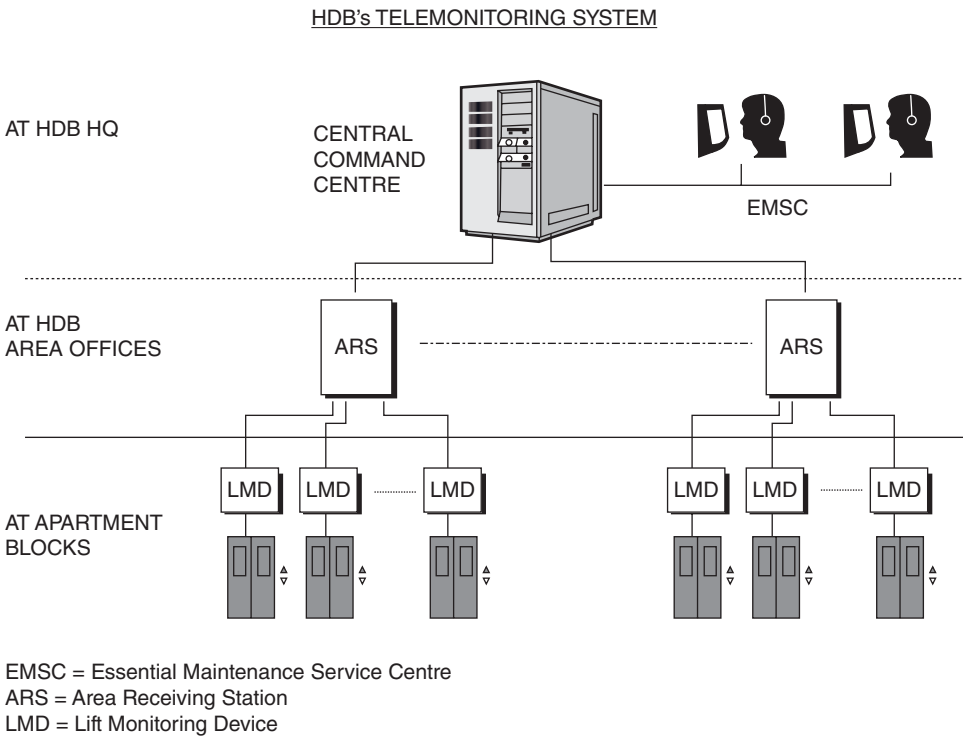 HDB's TELEMONITORING SYSTEM
AT HDB HQ
CENTRAL
COMMAND
CENTRE
EMSC
AT HDB
AREA OFFICES
ARS
ARS
LMD
LMD
LMD
LMD
LMD
LMD
AT APARTMENT
BLOCKS
EMSC = Essential Maintenance Service Centre
ARS = Area Receiving Station
LMD = Lift Monitoring Device